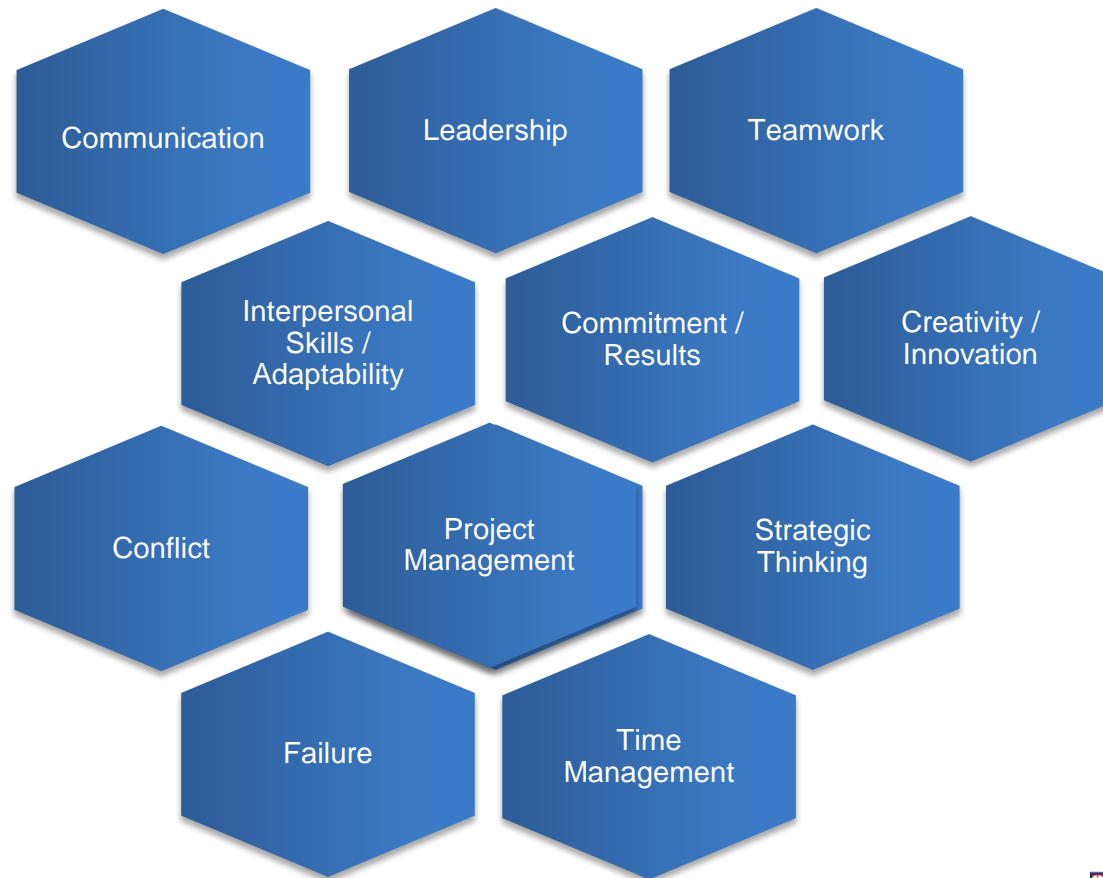 Communication
Leadership
Teamwork
Interpersonal
Skills /
Adaptability
Commitment /
Results
Creativity /
Innovation
Conflict
Project
Management
Strategic
Thinking
Failure
Time
Management